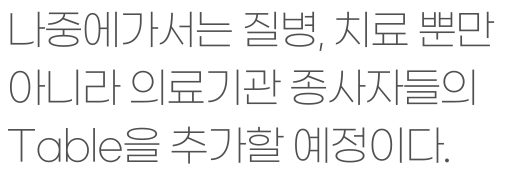 나중에가서는 질병, 치료 뿐만
아니라 의료기관 종사자들의
Table을 추가할 예정이다.